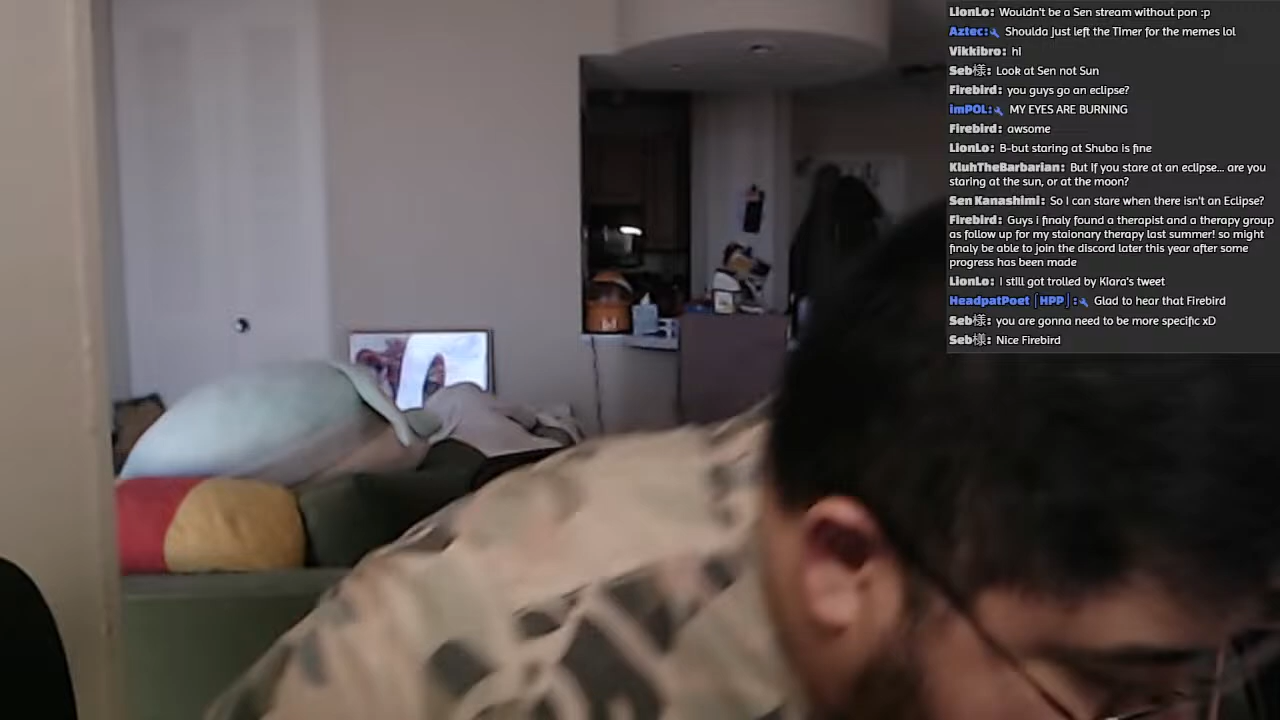 LionLo: Wouldn't be a Sen stream without pon :p
Aztec: Shoulda just left the Timer for the memes lol
Vikkibro: hi
Seb様: Look at Sen not Sun
Firebird: you guys go an eclipse?
imPOL: MY EYES ARE BURNING
Firebird: awsome
LionLo: B-but staring at Shuba is fine
KluhTheBarbarian: But if you stare at an eclipse... are you
staring at the sun, or at the moon?
Sen Kanashimi: So I can stare when there isn't an Eclipse?
Firebird: Guys i finaly found a therapist and a therapy group
as follow up for my staionary therapy last summer! so might
finaly be able to join the discord later this year after some
progress has been made
LionLo: I still got trolled by Kiara's tweet
HeadpatPoet [HPP]: Glad to hear that Firebird
Seb様: you are gonna need to be more specific xD
Seb様: Nice Firebird